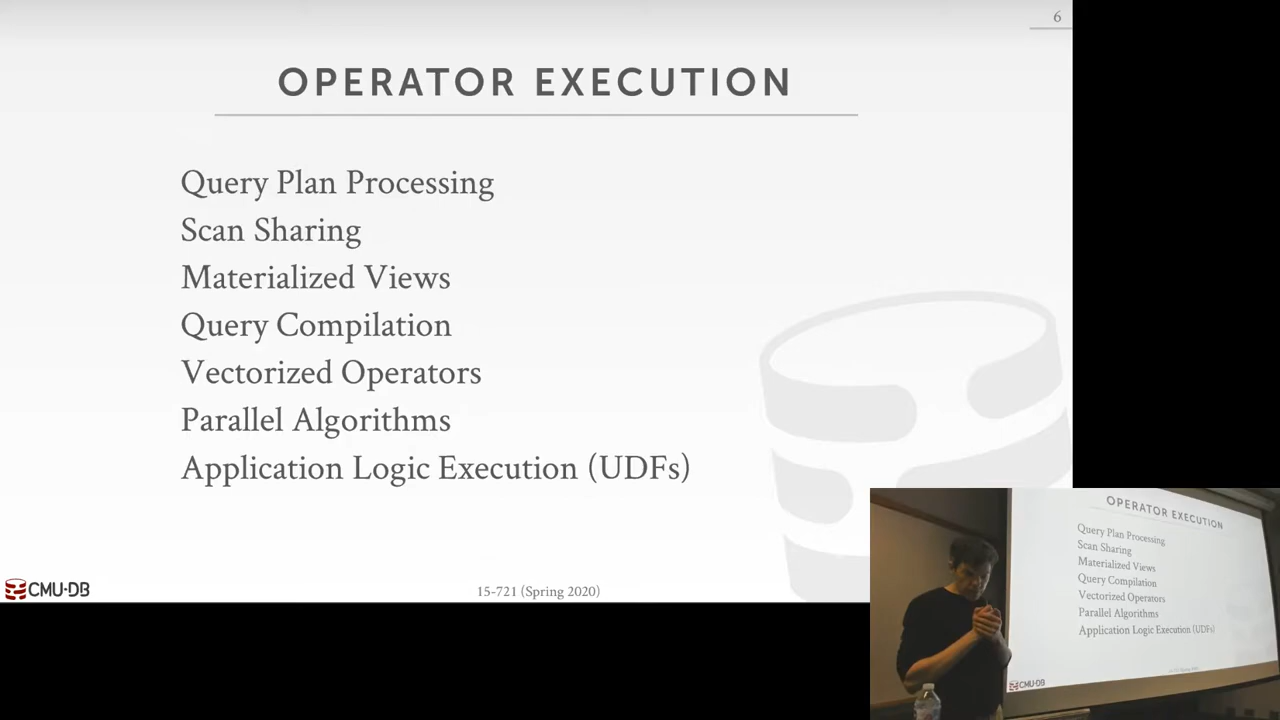 6
OPERATOR EXECUTION
Query Plan Processing
Scan Sharing
Materialized Views
Query Compilation
Vectorized Operators
Parallel Algorithms
Application Logic Execution (UDFs)
CMU·DB
15-721 (Spring 2020)
OPERATOR EXECUTION
Query Plan Processing
Scan Sharing
Materialized Views
Query Compilation
Vectorized Operators
Parallel Algorithms
Application Logic Execution (UDFs)
CMU·DB